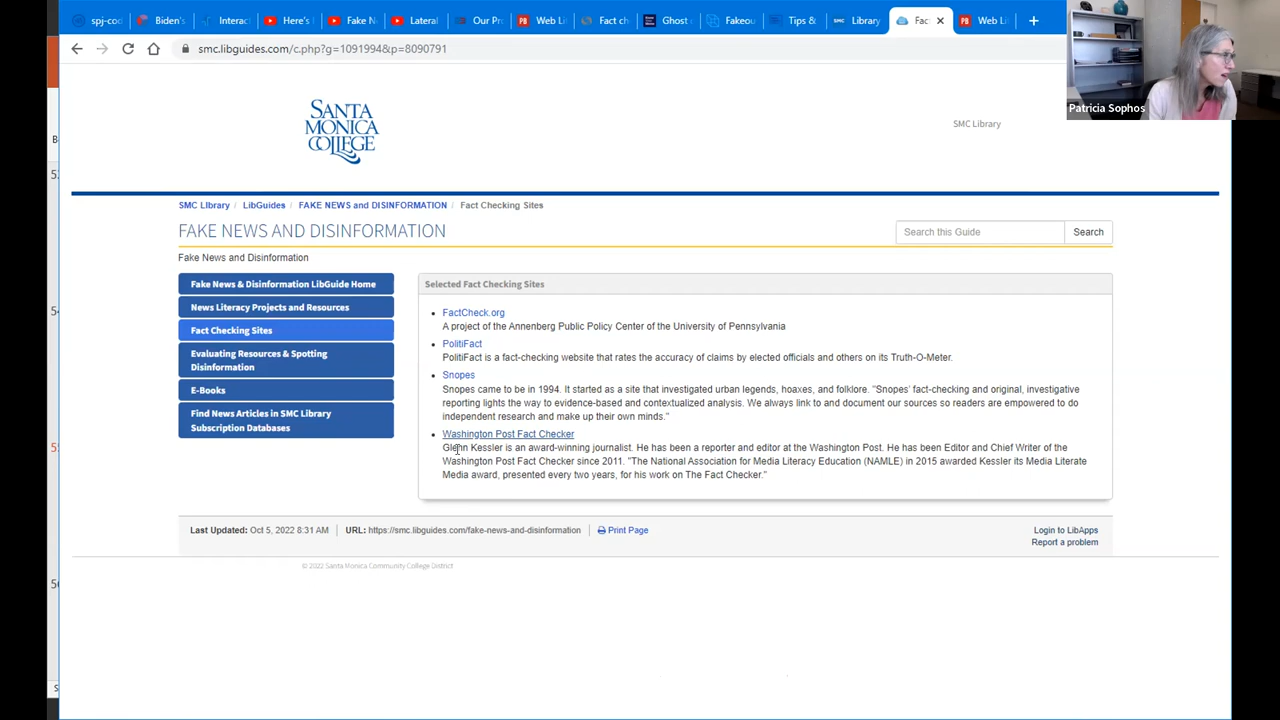 spj-cod
Biden's
Interac
Here's
Fake N
Lateral
Our Pr
Web Li
Fact ch
Ghost
Fakeou
Tips &
Library
Fac
Web Li
smc.libguides.com/c.php?g=1091994&p=8090791
Patricia Sophos
SANTA
MONICA
COLLEGE
SMC Library
SMC Library / LibGuides / FAKE NEWS and DISINFORMATION / Fact Checking Sites
FAKE NEWS AND DISINFORMATION
Search this Guide
Search
Fake News and Disinformation
Fake News & Disinformation LibGuide Home
News Literacy Projects and Resources
Fact Checking Sites
Evaluating Resources & Spotting
Disinformation
E-Books
Find News Articles in SMC Library
Subscription Databases
Selected Fact Checking Sites
• FactCheck.org
A project of the Annenberg Public Policy Center of the University of Pennsylvania
• PolitiFact
PolitiFact is a fact-checking website that rates the accuracy of claims by elected officials and others on its Truth-O-Meter.
• Snopes
Snopes came to be in 1994. It started as a site that investigated urban legends, hoaxes, and folklore. "Snopes' fact-checking and original, investigative
reporting lights the way to evidence-based and contextualized analysis. We always link to and document our sources so readers are empowered to do
independent research and make up their own minds."
• Washington Post Fact Checker
Glenn Kessler is an award-winning journalist. He has been a reporter and editor at the Washington Post. He has been Editor and Chief Writer of the
Washington Post Fact Checker since 2011. "The National Association for Media Literacy Education (NAMLE) in 2015 awarded Kessler its Media Literate
Media award, presented every two years, for his work on The Fact Checker."
Last Updated: Oct 5, 2022 8:31 AM
URL: https://smc.libguides.com/fake-news-and-disinformation
Print Page
Login to LibApps
Report a problem
© 2022 Santa Monica Community College District